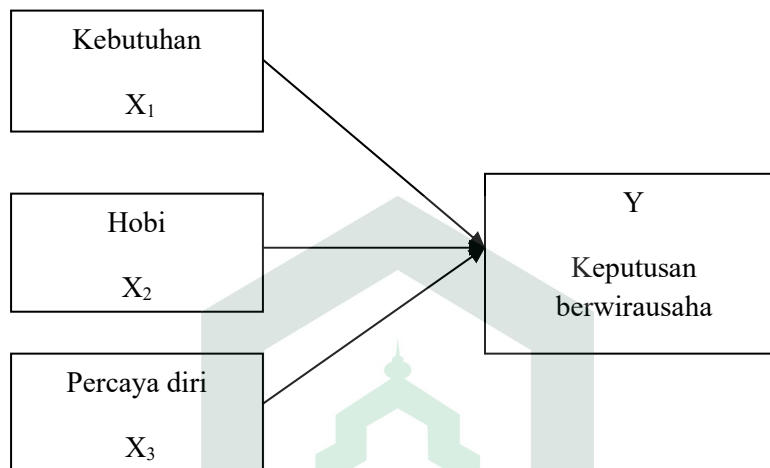 Kebutuhan
X₁
Hobi
X₂
Percaya diri
X₃
Y
Keputusan
berwirausaha